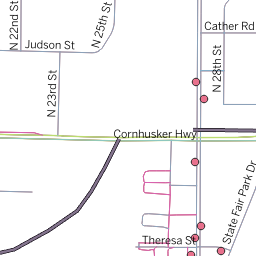 N 22nd St
N 25th St
Cather Rd
Judson St
N 28th St
N 23rd St
Cornhusker Hwy
State Fair Park Dr
Theresa St